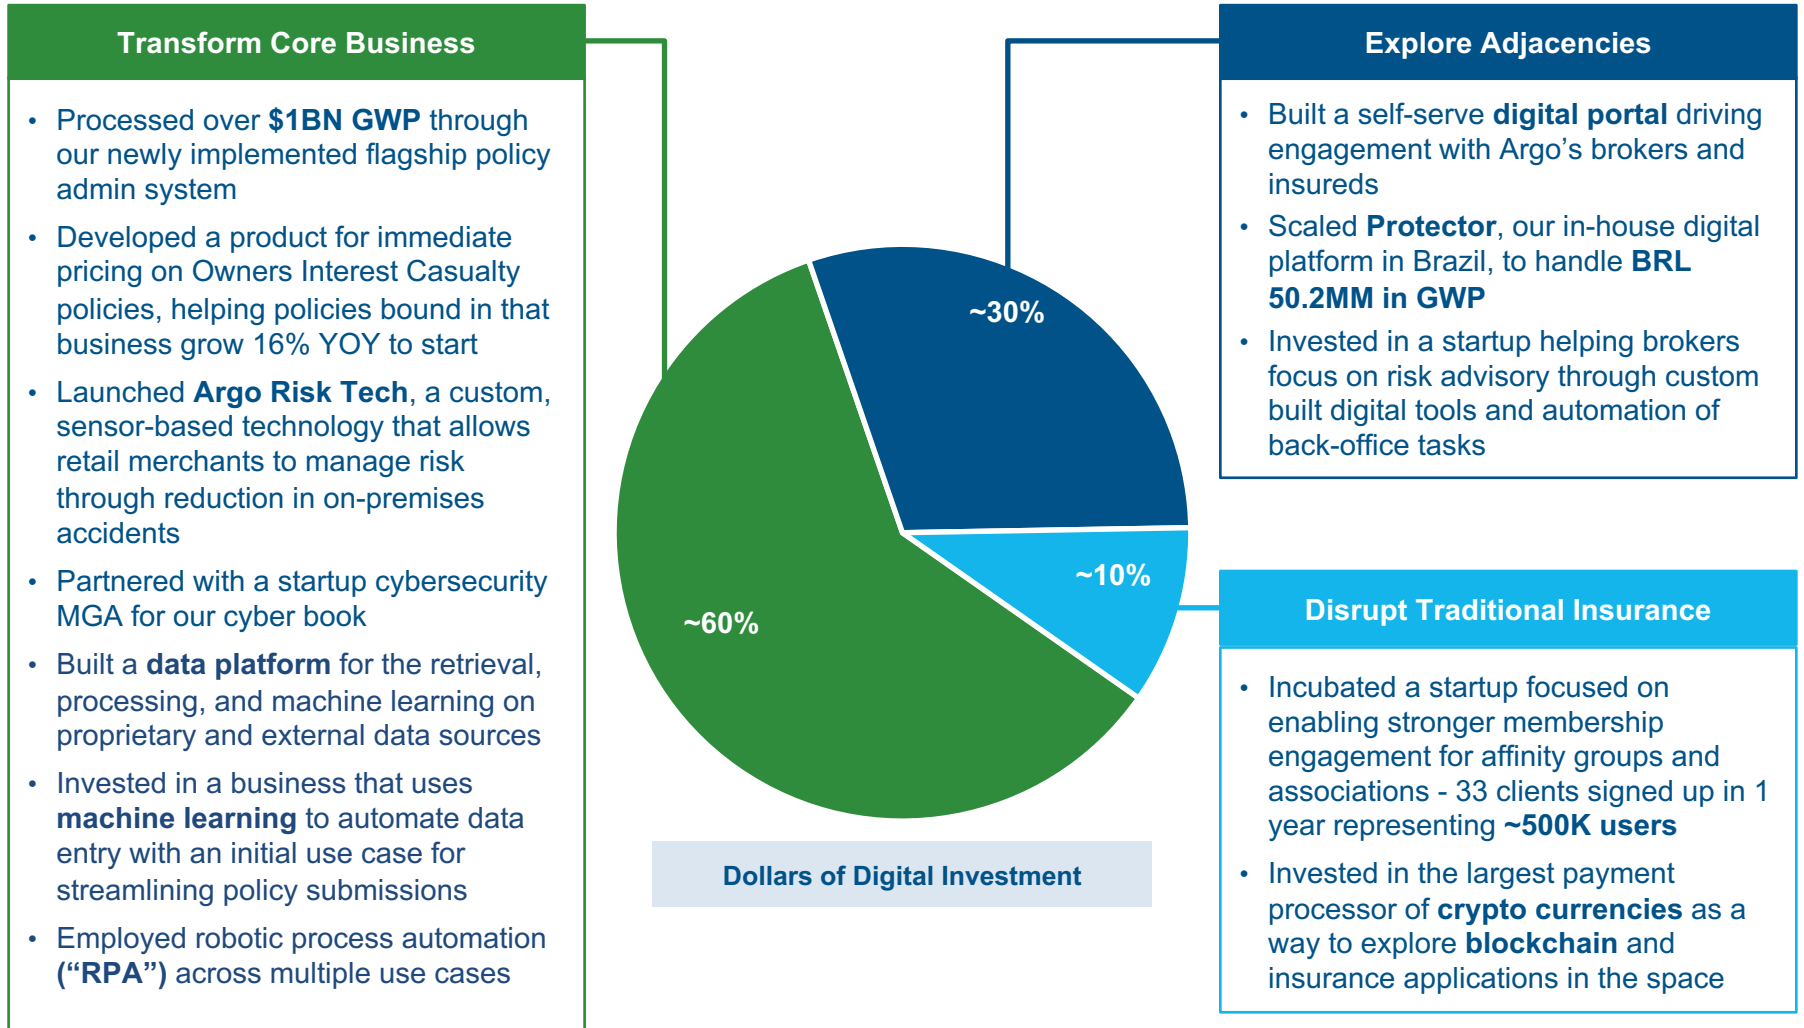 Transform Core Business
• Processed over $1BN GWP through
our newly implemented flagship policy
admin system
• Developed a product for immediate
pricing on Owners Interest Casualty
policies, helping policies bound in that
business grow 16% YOY to start
• Launched Argo Risk Tech, a custom,
sensor-based technology that allows
retail merchants to manage risk
through reduction in on-premises
accidents
• Partnered with a startup cybersecurity
MGA for our cyber book
• Built a data platform for the retrieval,
processing, and machine learning on
proprietary and external data sources
• Invested in a business that uses
machine learning to automate data
entry with an initial use case for
streamlining policy submissions
• Employed robotic process automation
(“RPA”) across multiple use cases
~30%
~10%
~60%
Dollars of Digital Investment
Explore Adjacencies
• Built a self-serve digital portal driving
engagement with Argo’s brokers and
insureds
• Scaled Protector, our in-house digital
platform in Brazil, to handle BRL
50.2MM in GWP
• Invested in a startup helping brokers
focus on risk advisory through custom
built digital tools and automation of
back-office tasks
Disrupt Traditional Insurance
• Incubated a startup focused on
enabling stronger membership
engagement for affinity groups and
associations - 33 clients signed up in 1
year representing ~500K users
• Invested in the largest payment
processor of crypto currencies as a
way to explore blockchain and
insurance applications in the space